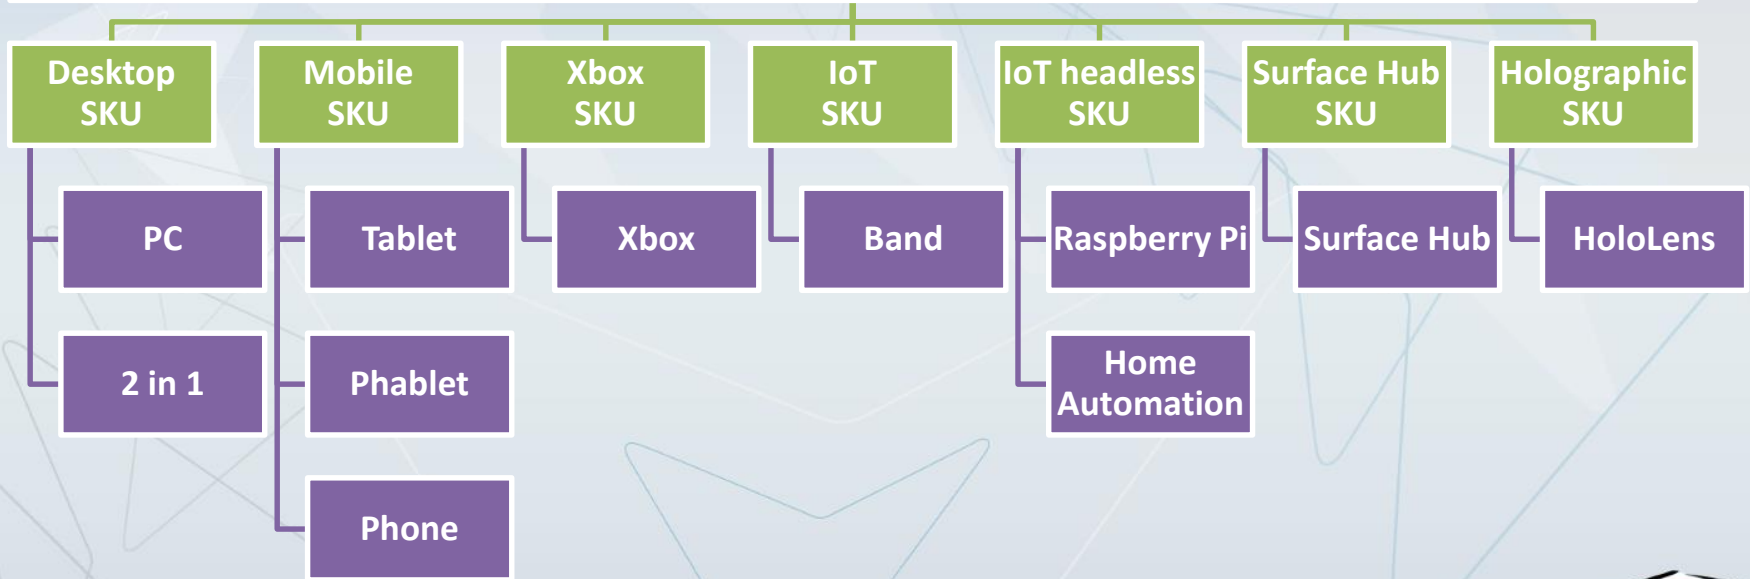 Desktop
SKU
Mobile
SKU
Xbox
SKU
IoT
SKU
IoT headless
SKU
Surface Hub
SKU
Holographic
SKU
PC
Tablet
Xbox
Band
Raspberry Pi
Surface Hub
HoloLens
2 in 1
Phablet
Home
Automation
Phone